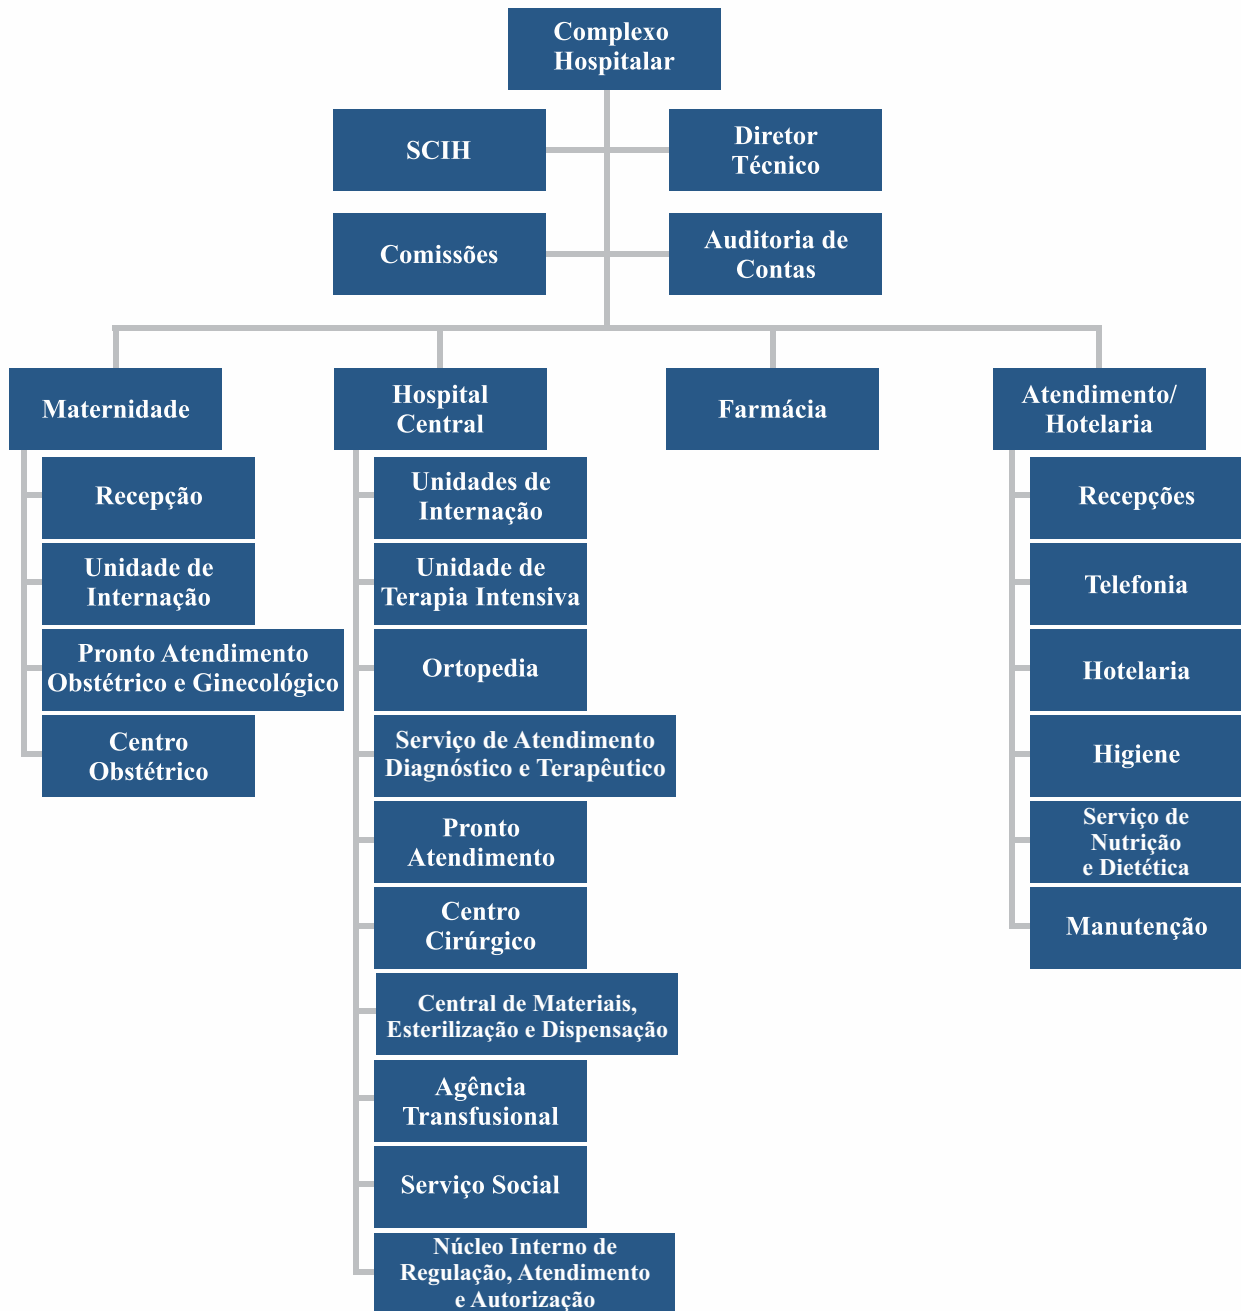 Complexo
Hospitalar
SCIH
Diretor
Técnico
Comissões
Auditoria de
Contas
Maternidade
Recepção
Unidade de
Internação
Pronto Atendimento
Obstétrico e Ginecológico
Centro
Obstétrico
Hospital
Central
Unidades de
Internação
Unidade de
Terapia Intensiva
Ortopedia
Serviço de Atendimento
Diagnóstico e Terapêutico
Pronto
Atendimento
Centro
Cirúrgico
Central de Materiais,
Esterilização e Dispensação
Agência
Transfusional
Serviço Social
Núcleo Interno de
Regulação, Atendimento
e Autorização
Farmácia
Atendimento/
Hotelaria
Recepções
Telefonia
Hotelaria
Higiene
Serviço de
Nutrição
e Dietética
Manutenção